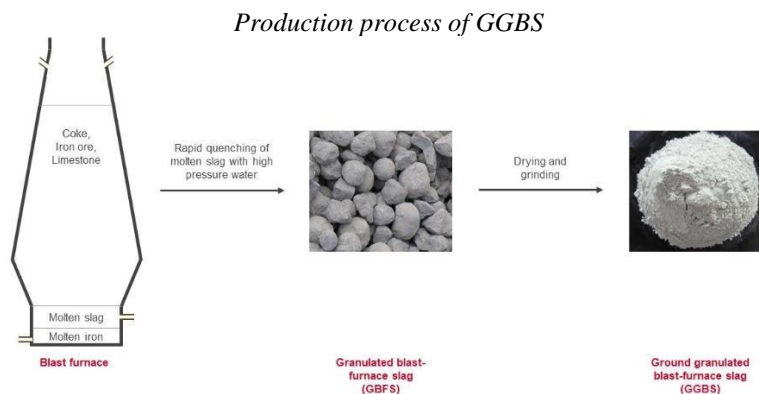 Production process of GGBS
Coke,
Iron ore,
Limestone
Rapid quenching of
molten slag with high
pressure water
Drying and
grinding
Molten slag
Molten iron
Blast furnace
Granulated blast-
furnace slag
(GBFS)
Ground granulated
blast-furnace slag
(GGBS)